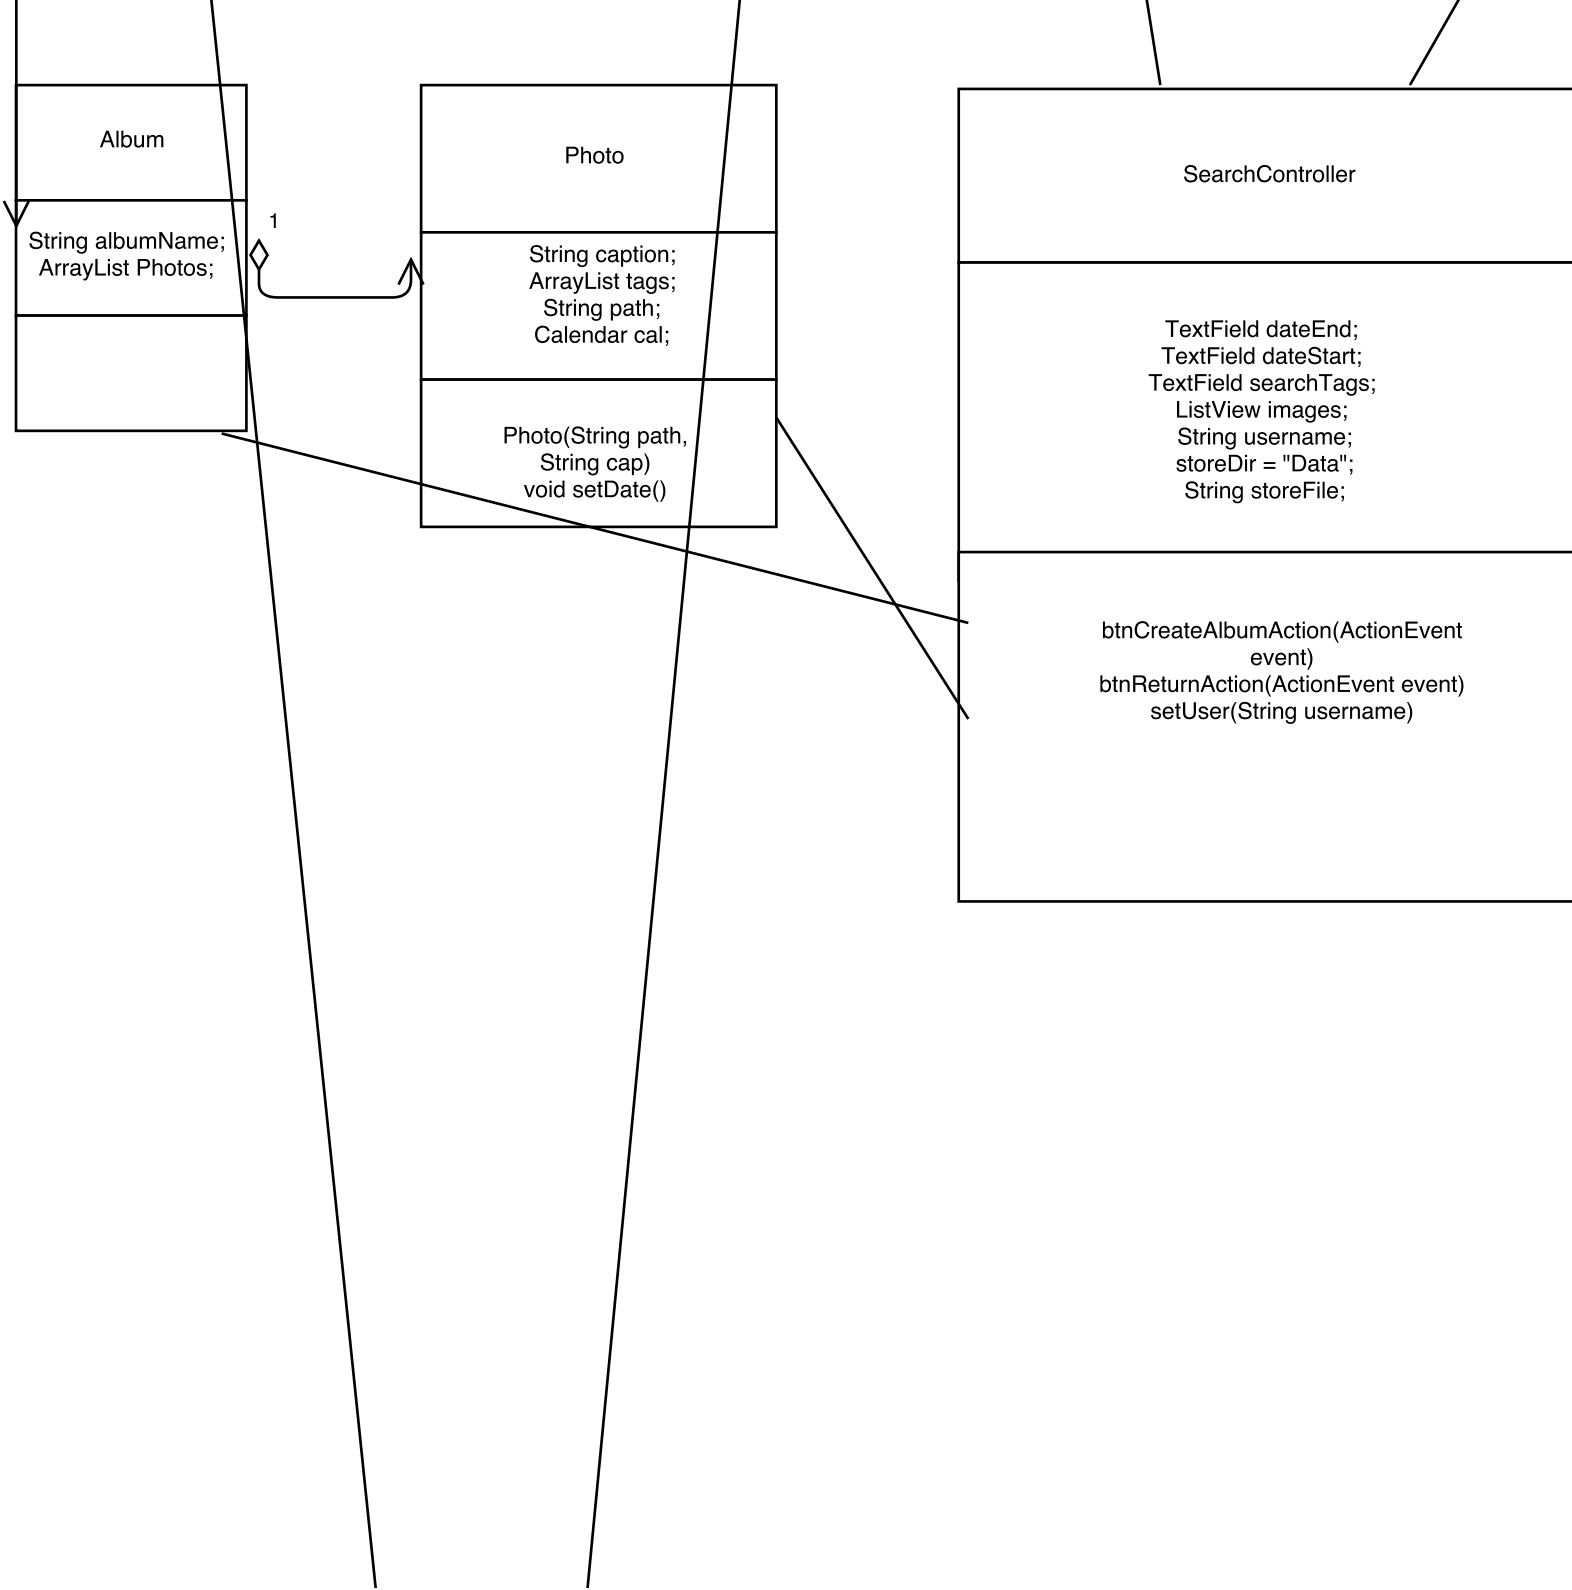 Album
String albumName;
ArrayList Photos;
1
Photo
String caption;
ArrayList tags;
String path;
Calendar cal;
Photo(String path,
String cap)
void setDate()
SearchController
TextField dateEnd;
TextField dateStart;
TextField searchTags;
ListView images;
String username;
storeDir = "Data";
String storeFile;
btnCreateAlbumAction(ActionEvent
event)
btnReturnAction(ActionEvent event)
setUser(String username)